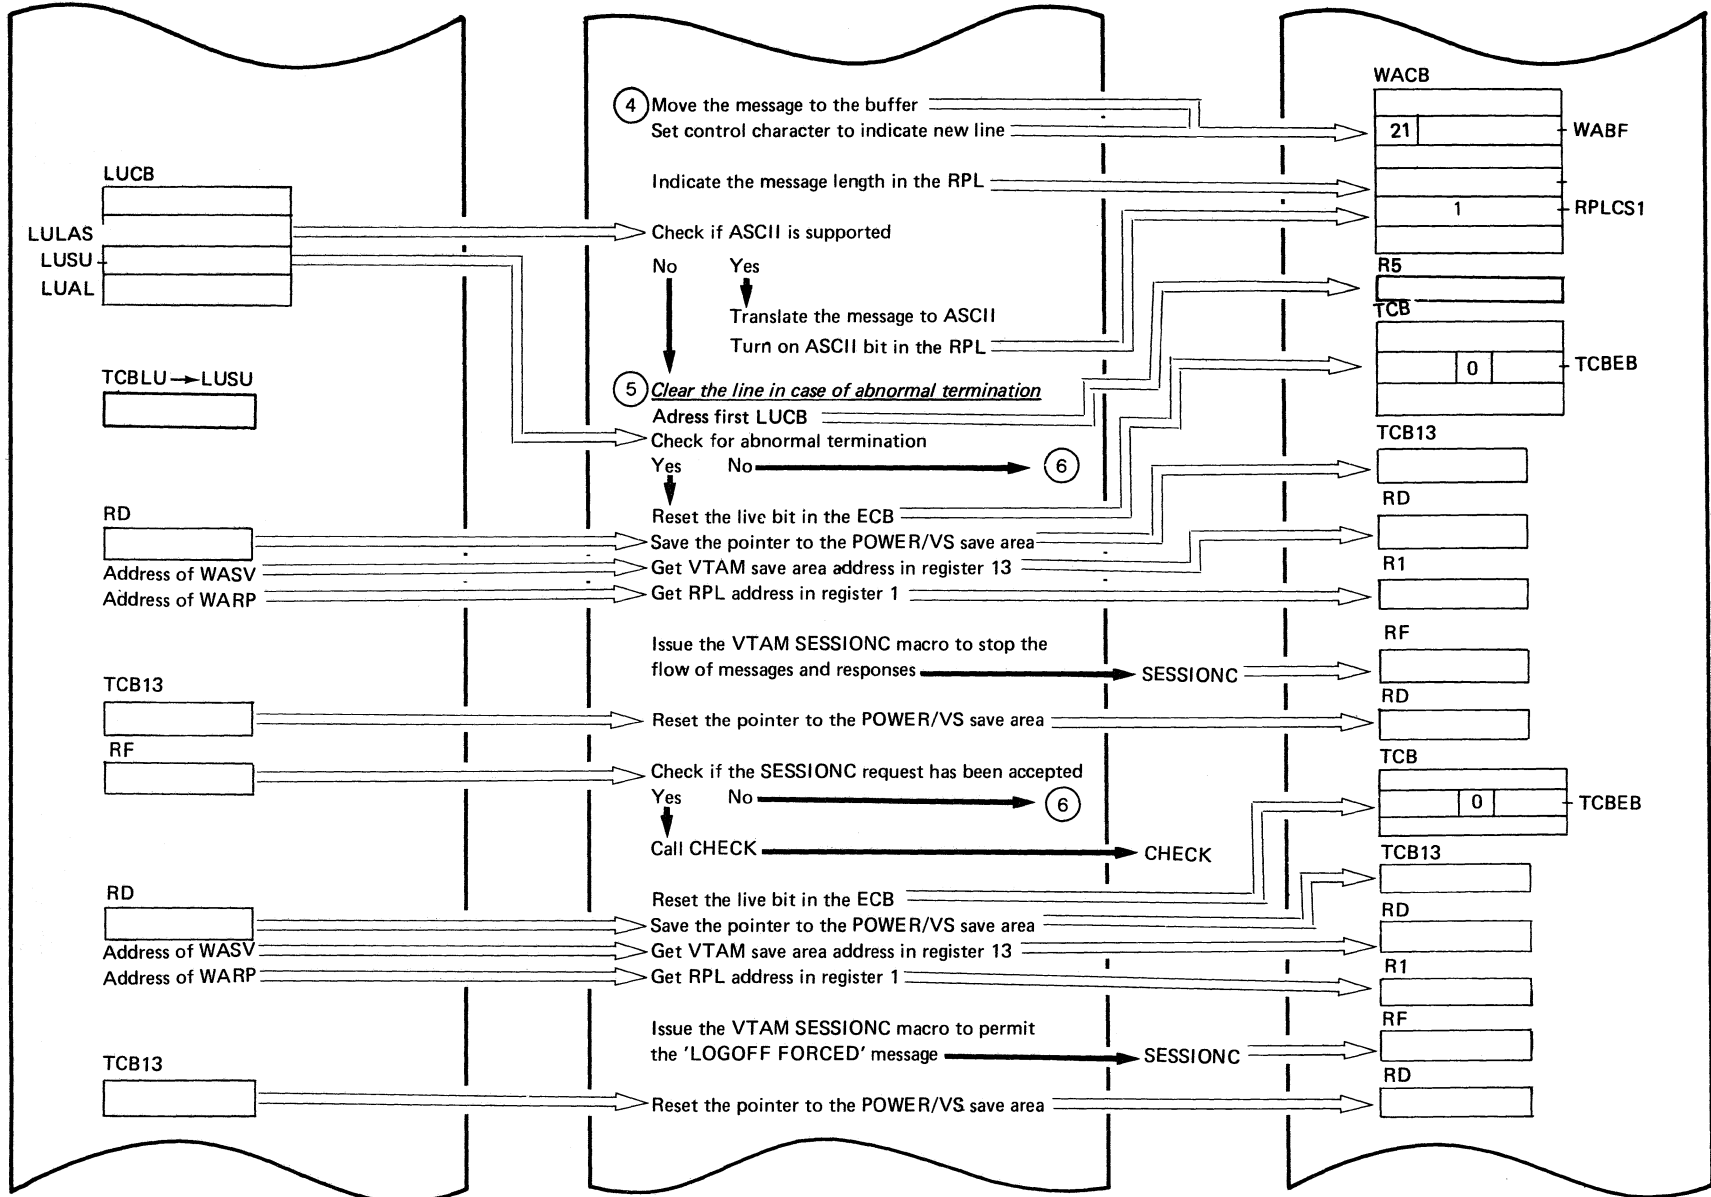 LUCB
LULAS
LUSU
LUAL
TCBLU→LUSU
RD
Address of WASV
Address of WARP
TCB13
RF
RD
Address of WASV
Address of WARP
TCB13
4 Move the message to the buffer
Set control character to indicate new line
Indicate the message length in the RPL
Check if ASCII is supported
No Yes
Translate the message to ASCII
Turn on ASCII bit in the RPL
5 Clear the line in case of abnormal termination
Adress first LUCB
Check for abnormal termination
Yes No 6
Reset the live bit in the ECB
Save the pointer to the POWER/VS save area
Get VTAM save area address in register 13
Get RPL address in register 1
Issue the VTAM SESSIONC macro to stop the
flow of messages and responses SESSIONC
Reset the pointer to the POWER/VS save area
Check if the SESSIONC request has been accepted
Yes No 6
Call CHECK CHECK
Reset the live bit in the ECB
Save the pointer to the POWER/VS save area
Get VTAM save area address in register 13
Get RPL address in register 1
Issue the VTAM SESSIONC macro to permit
the 'LOGOFF FORCED' message SESSIONC
Reset the pointer to the POWER/VS save area
WACB
21 WABF
1 RPLCS1
R5
TCB
0 TCBEB
TCB13
RD
R1
RF
RD
TCB
0 TCBEB
TCB13
RD
R1
RF
RD